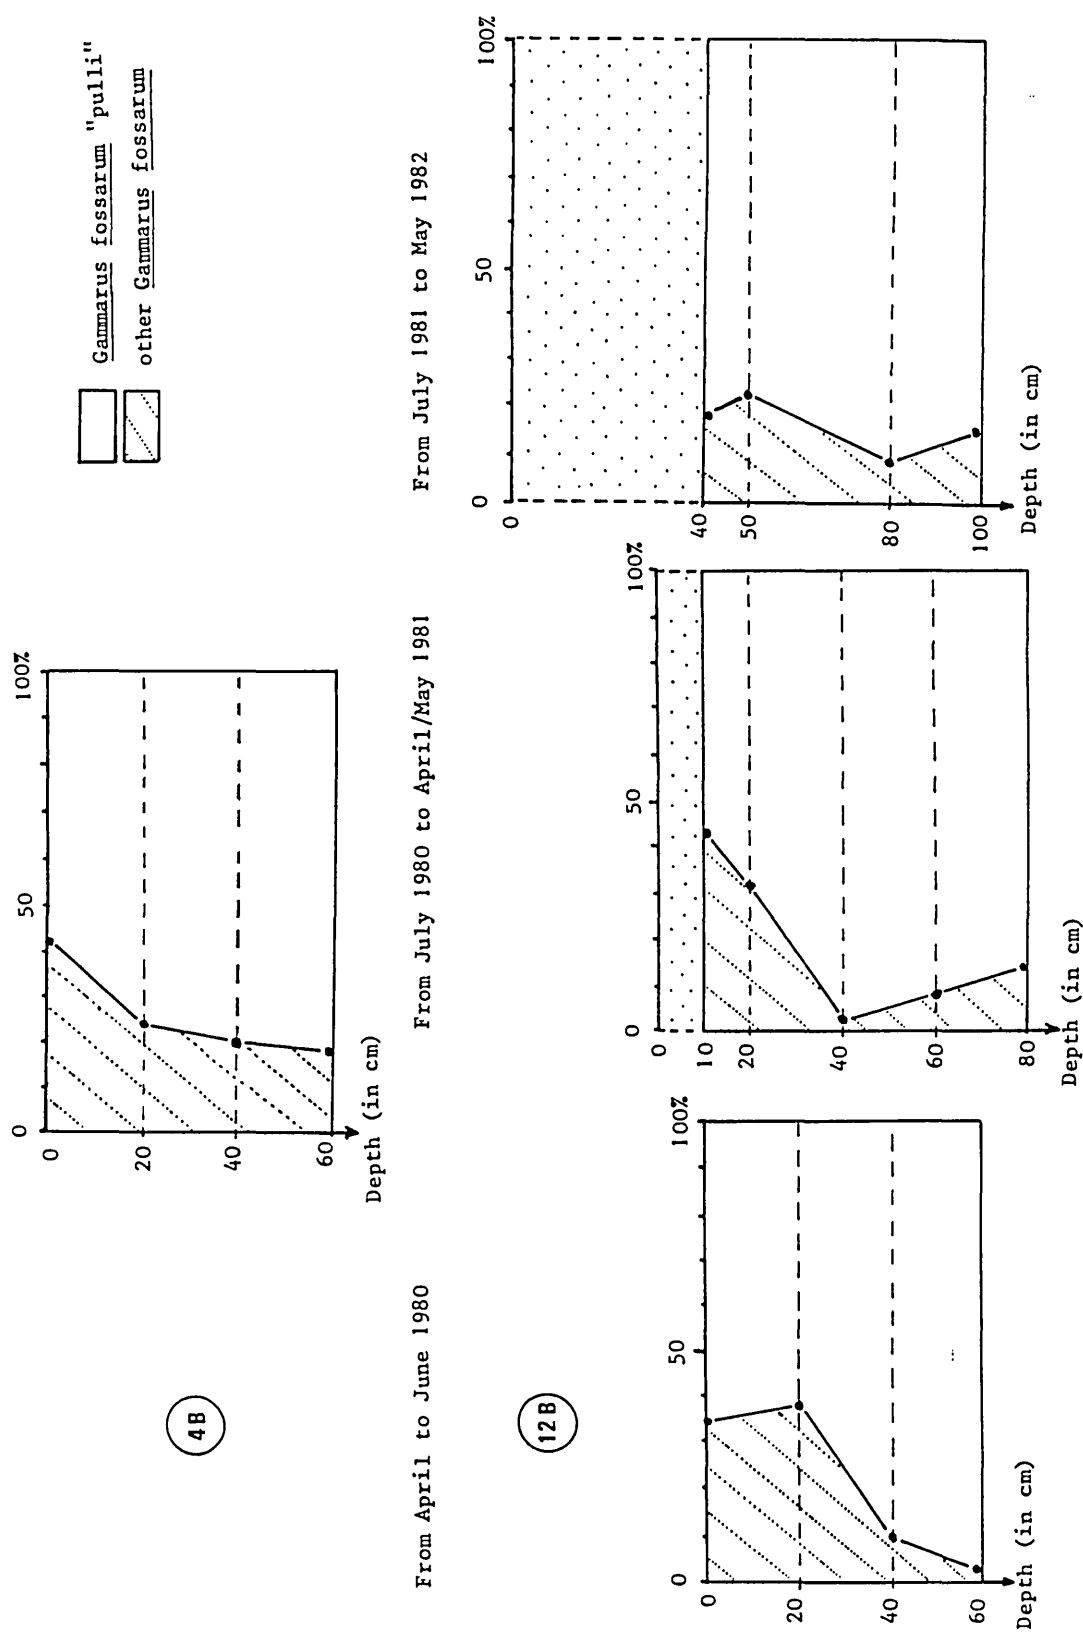 Gammarus fossarum "pulli"
other Gammarus fossarum
4B
0 50 100%
0
20
40
60
Depth (in cm)
From April to June 1980
From July 1980 to April/May 1981
From July 1981 to May 1982
12B
0 50 100%
0
20
40
60
Depth (in cm)
0 50 100%
0
10
20
40
60
80
Depth (in cm)
0 50 100%
0
40
50
80
100
Depth (in cm)